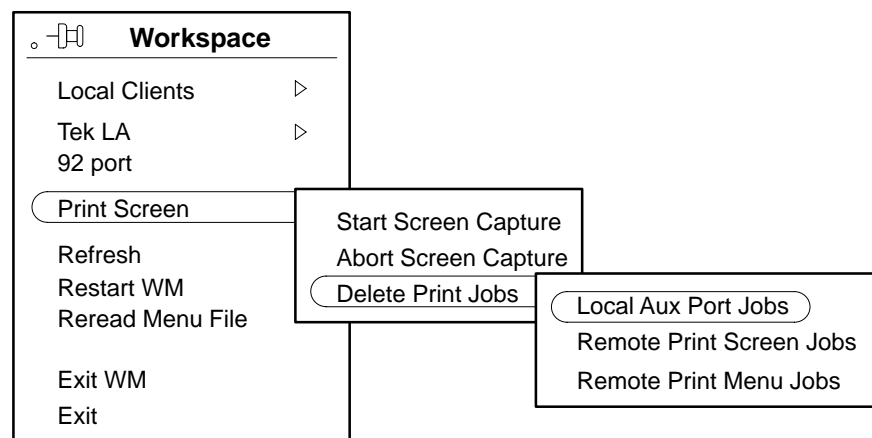 Workspace
Local Clients
Tek LA
92 port
Print Screen
Refresh
Restart WM
Reread Menu File
Exit WM
Exit
Start Screen Capture
Abort Screen Capture
Delete Print Jobs
Local Aux Port Jobs
Remote Print Screen Jobs
Remote Print Menu Jobs